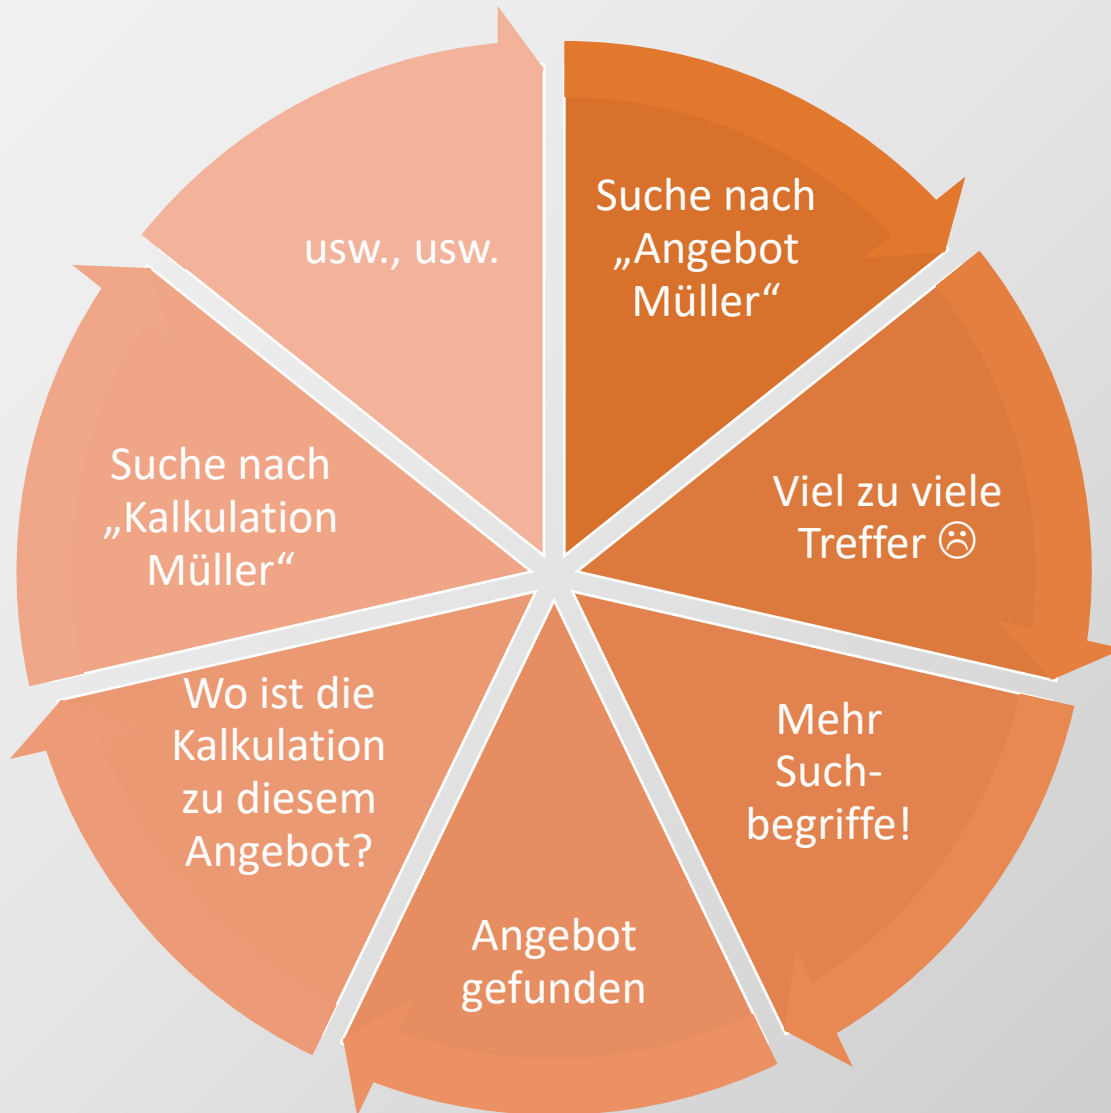 Suche nach
„Angebot
Müller“
Viel zu viele
Treffer ☹
Mehr
Such-
begriffe!
Angebot
gefunden
Wo ist die
Kalkulation
zu diesem
Angebot?
Suche nach
„Kalkulation
Müller“
usw., usw.